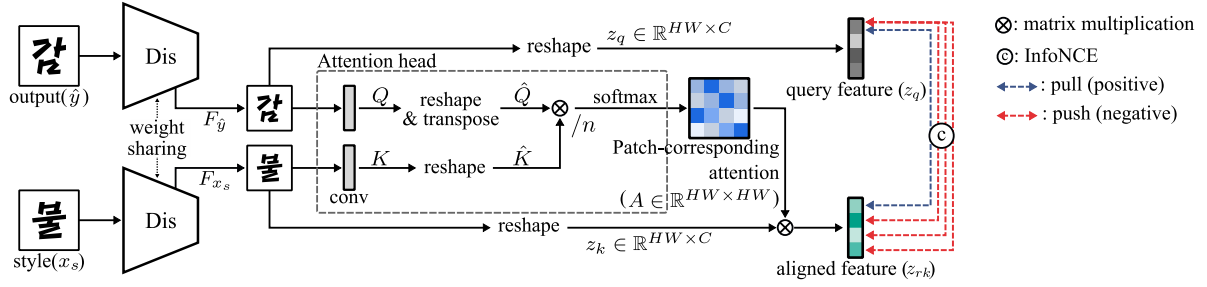 감
output(ŷ)
Dis
F_ŷ
weight
sharing
불
style(x_s)
Dis
F_{x_s}
감
불
reshape
z_q ∈ ℝ^{HW×C}
Attention head
Q
reshape
& transpose
Q̂
K
reshape
K̂
conv
/n
softmax
Patch-corresponding
attention
(A ∈ ℝ^{HW×HW})
reshape
z_k ∈ ℝ^{HW×C}
query feature (z_q)
aligned feature (z_{rk})
c
⊗: matrix multiplication
ⓒ: InfoNCE
: pull (positive)
: push (negative)